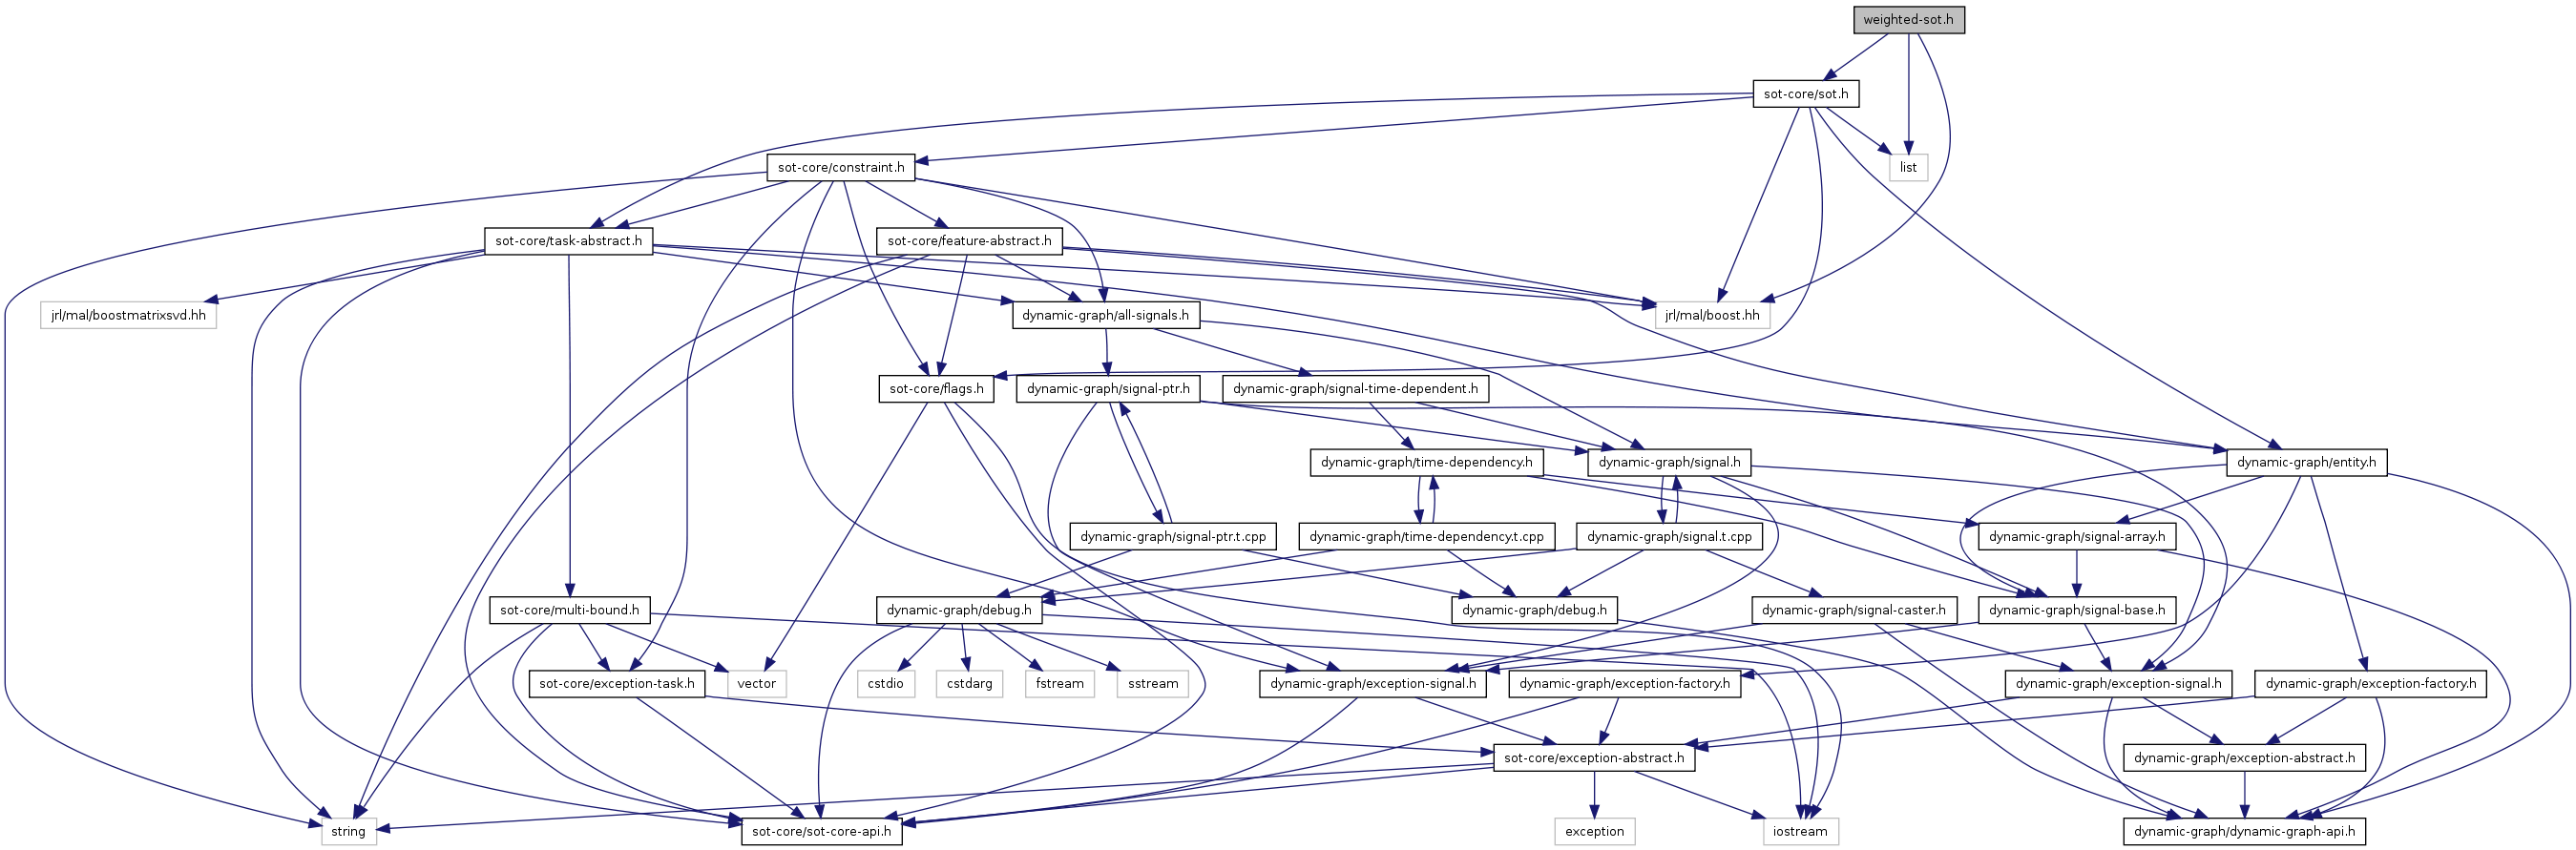 weighted-sot.h
sot-core/sot.h
sot-core/constraint.h
list
sot-core/task-abstract.h
sot-core/feature-abstract.h
jrl/mal/boostmatrixsvd.hh
dynamic-graph/all-signals.h
jrl/mal/boost.hh
sot-core/flags.h
dynamic-graph/signal-ptr.h
dynamic-graph/signal-time-dependent.h
dynamic-graph/time-dependency.h
dynamic-graph/signal.h
dynamic-graph/entity.h
dynamic-graph/signal-ptr.t.cpp
dynamic-graph/time-dependency.t.cpp
dynamic-graph/signal.t.cpp
dynamic-graph/signal-array.h
sot-core/multi-bound.h
dynamic-graph/debug.h
dynamic-graph/debug.h
dynamic-graph/signal-caster.h
dynamic-graph/signal-base.h
sot-core/exception-task.h
vector
cstdio
cstdarg
fstream
sstream
dynamic-graph/exception-signal.h
dynamic-graph/exception-factory.h
dynamic-graph/exception-signal.h
dynamic-graph/exception-factory.h
sot-core/exception-abstract.h
dynamic-graph/exception-abstract.h
string
sot-core/sot-core-api.h
exception
iostream
dynamic-graph/dynamic-graph-api.h